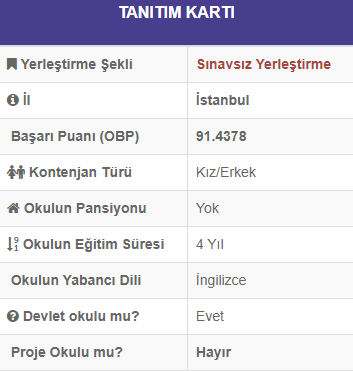 TANITIM KARTI
Yerleştirme Şekli Sınavsız Yerleştirme
İl İstanbul
Başarı Puanı (OBP) 91.4378
Kontenjan Türü Kız/Erkek
Okulun Pansiyonu Yok
Okulun Eğitim Süresi 4 Yıl
Okulun Yabancı Dili İngilizce
Devlet okulu mu? Evet
Proje Okulu mu? Hayır